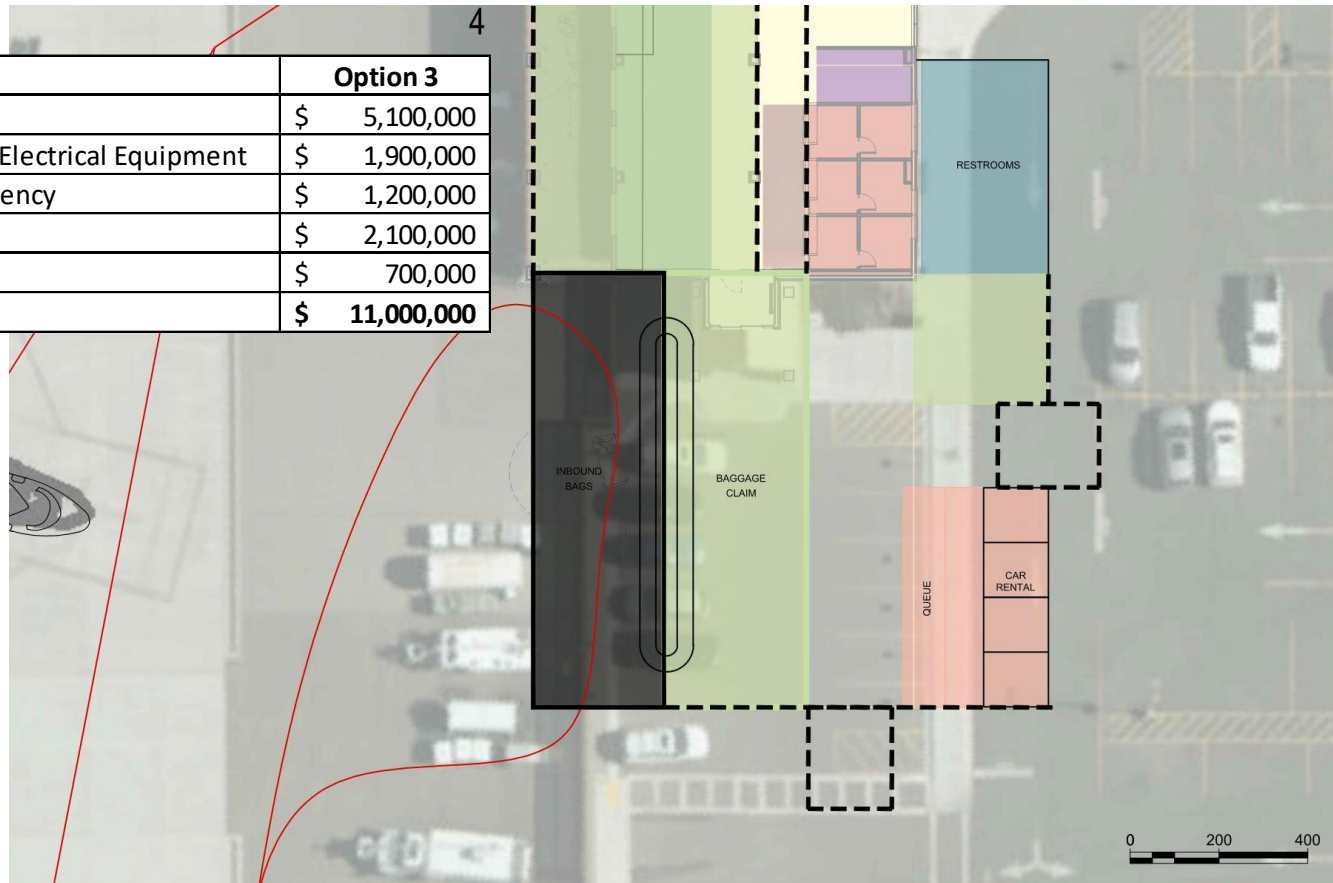 4
Option 3
$ 5,100,000
Electrical Equipment $ 1,900,000
ency $ 1,200,000
$ 2,100,000
$ 700,000
$ 11,000,000
RESTROOMS
INBOUND
BAGS
BAGGAGE
CLAIM
QUEUE
CAR
RENTAL
0 200 400